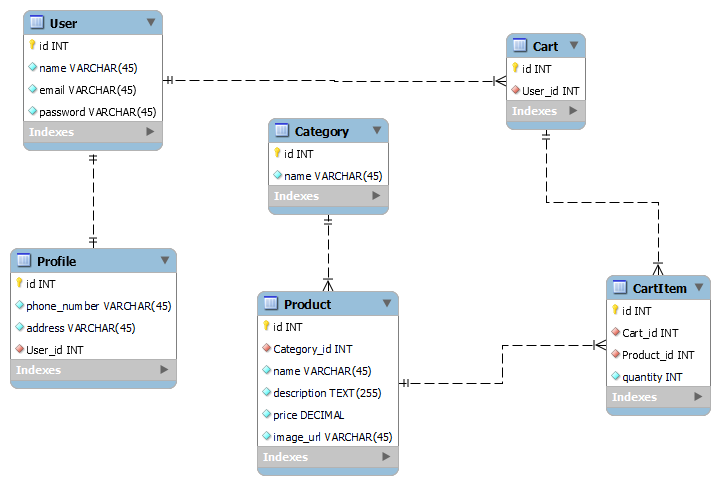 User
id INT
name VARCHAR(45)
email VARCHAR(45)
password VARCHAR(45)
Indexes
Cart
id INT
User_id INT
Indexes
Category
id INT
name VARCHAR(45)
Indexes
Profile
id INT
phone_number VARCHAR(45)
address VARCHAR(45)
User_id INT
Indexes
Product
id INT
Category_id INT
name VARCHAR(45)
description TEXT(255)
price DECIMAL
image_url VARCHAR(45)
Indexes
CartItem
id INT
Cart_id INT
Product_id INT
quantity INT
Indexes